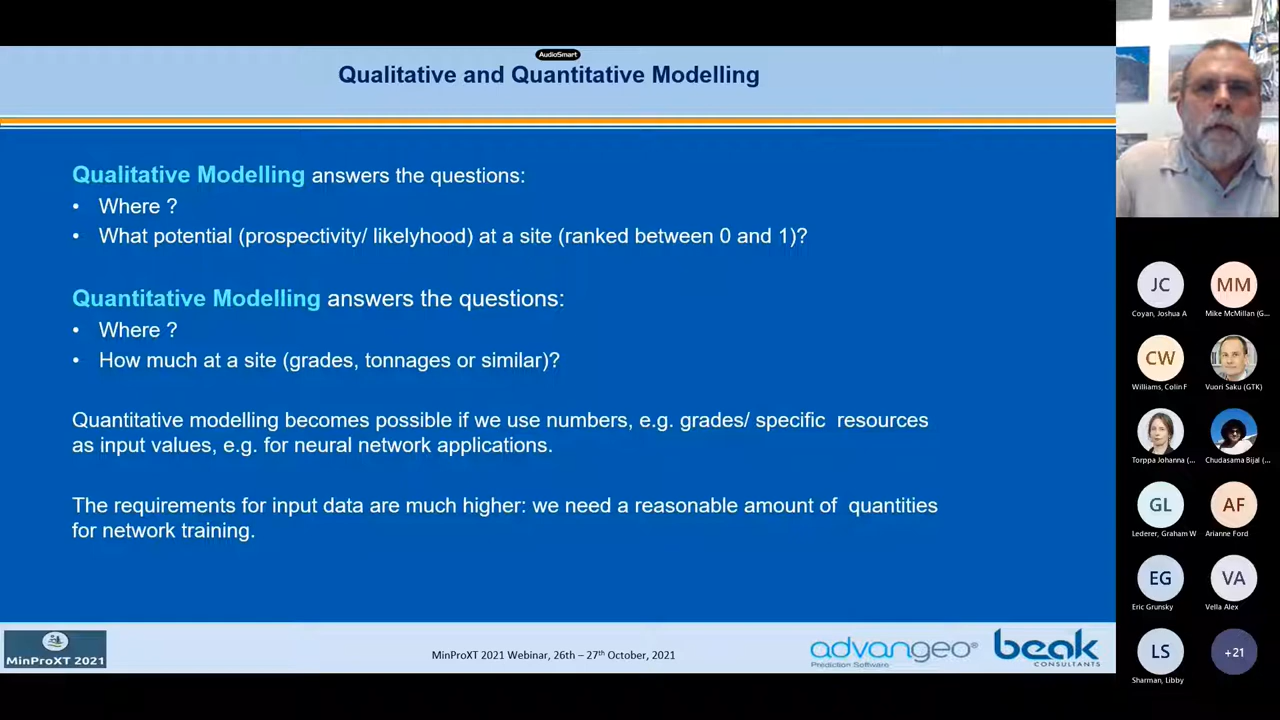 AudioSmart
Qualitative and Quantitative Modelling
Qualitative Modelling answers the questions:
• Where ?
• What potential (prospectivity/ likelyhood) at a site (ranked between 0 and 1)?
Quantitative Modelling answers the questions:
• Where ?
• How much at a site (grades, tonnages or similar)?
Quantitative modelling becomes possible if we use numbers, e.g. grades/ specific resources
as input values, e.g. for neural network applications.
The requirements for input data are much higher: we need a reasonable amount of quantities
for network training.
MinProXT 2021
MinProXT 2021 Webinar, 26th – 27th October, 2021
advangeo®
Prediction Software
beak
CONSULTANTS
JC
MM
Coyan, Joshua A
Mike McMillan (G...
CW
Williams, Colin F
Vuori Saku (GTK)
Torppa Johanna (...
Chudasama Bijal (...
GL
AF
Lederer, Graham W
Arianne Ford
EG
VA
Eric Grunsky
Vella Alex
LS
+21
Sharman, Libby